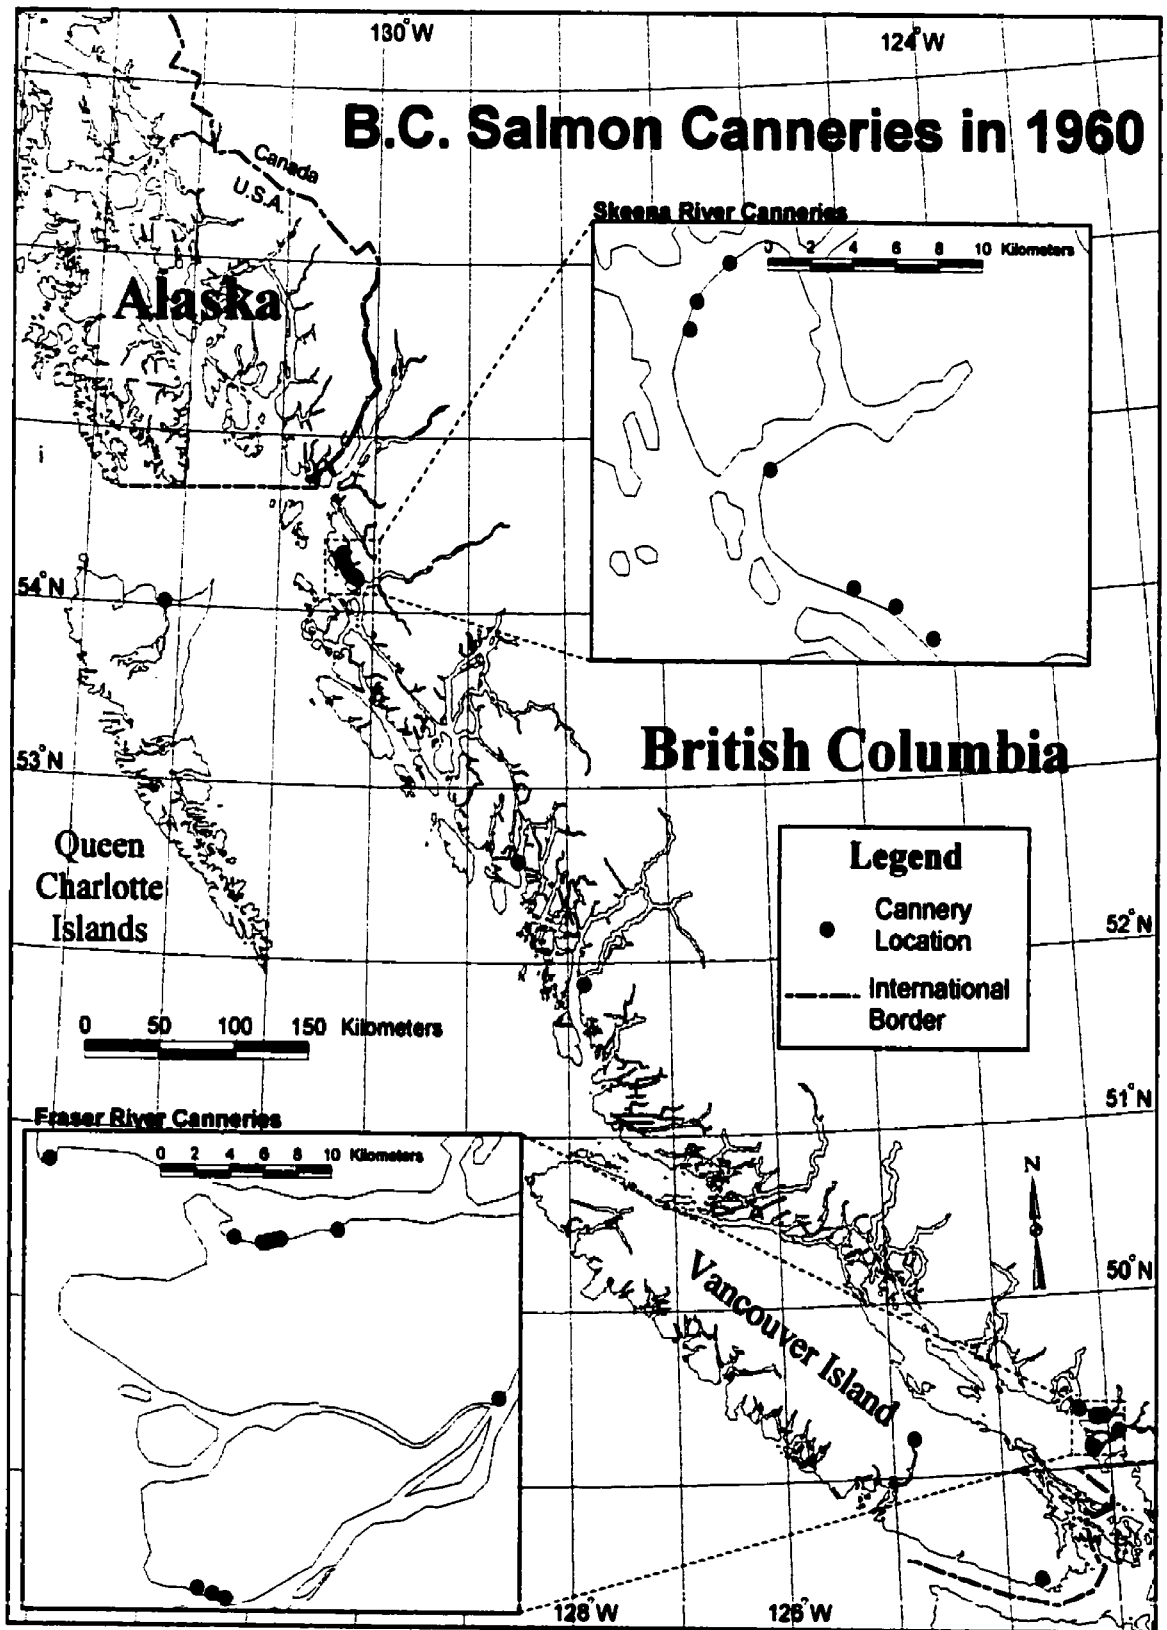 130°W
124°W
B.C. Salmon Canneries in 1960
Canada
U.S.A.
Skeena River Canneries
0 2 4 6 8 10 Kilometers
Alaska
54°N
53°N
British Columbia
Queen
Charlotte
Islands
Legend
Cannery
Location
International
Border
52°N
0 50 100 150 Kilometers
51°N
Fraser River Canneries
0 2 4 6 8 10 Kilometers
N
50°N
Vancouver Island
128°W
126°W